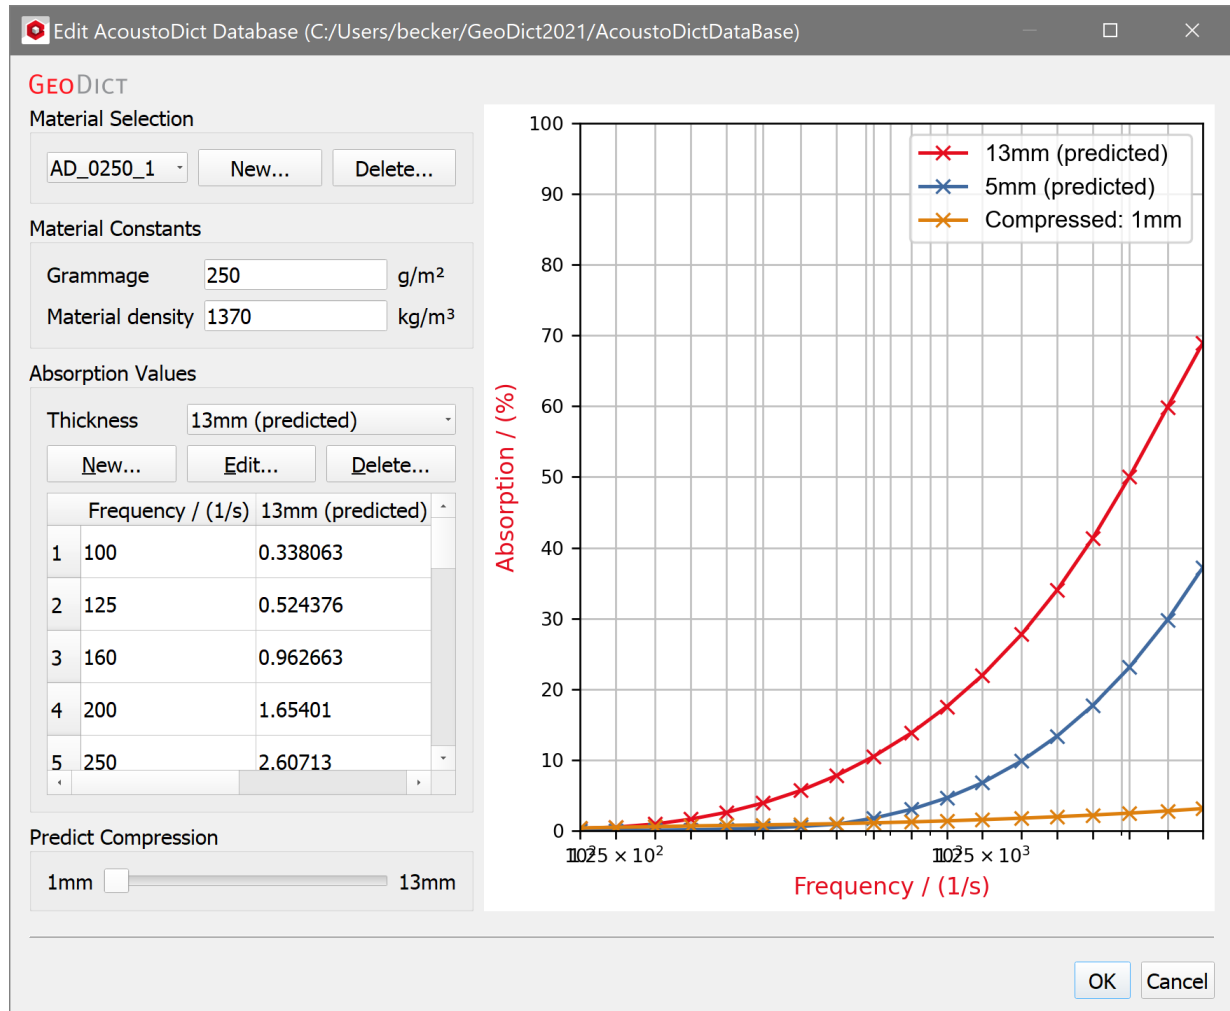 Edit AcoustoDict Database (C:/Users/becker/GeoDict2021/AcoustoDictDataBase)
GEODICT
Material Selection
AD_0250_1 New... Delete...
Material Constants
Grammage 250 g/m²
Material density 1370 kg/m³
Absorption Values
Thickness 13mm (predicted)
New... Edit... Delete...
Frequency / (1/s) 13mm (predicted)
1 100 0.338063
2 125 0.524376
3 160 0.962663
4 200 1.65401
5 250 2.60713
Predict Compression
1mm 13mm
100
90
80
70
60
50
40
30
20
10
0
Absorption / (%)
13mm (predicted)
5mm (predicted)
Compressed: 1mm
Frequency / (1/s)
OK Cancel